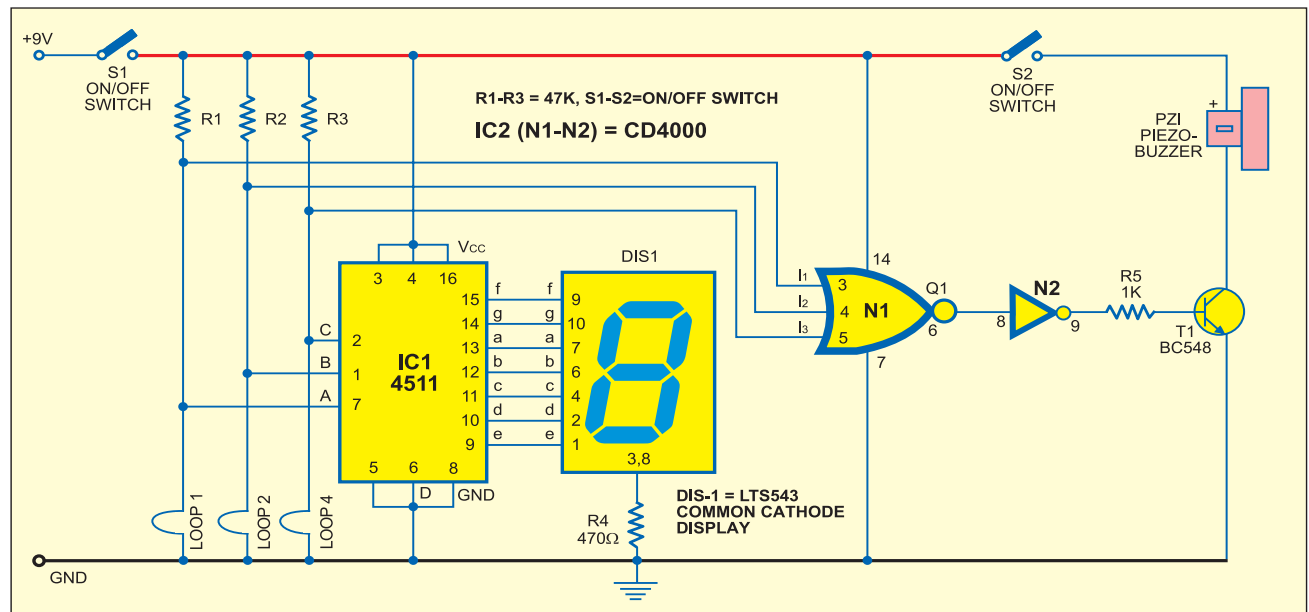 +9V
S1
ON/OFF
SWITCH
R1
R2
R3
R1-R3 = 47K, S1-S2=ON/OFF SWITCH
IC2 (N1-N2) = CD4000
S2
ON/OFF
SWITCH
+
PZI
PIEZO-
BUZZER
VCC
3 4 16
C 2
B 1
A 7
IC1
4511
15 f f 9
14 g g 10
13 a a 7
12 b b 6
11 c c 4
10 d d 2
9 e e 1
5 6 8
D
GND
DIS1
3,8
R4
470Ω
DIS-1 = LTS543
COMMON CATHODE
DISPLAY
14
I1 3
I2 4
I3 5
N1
Q1
6
7
8
N2
9
R5
1K
T1
BC548
LOOP 1
LOOP 2
LOOP 4
GND